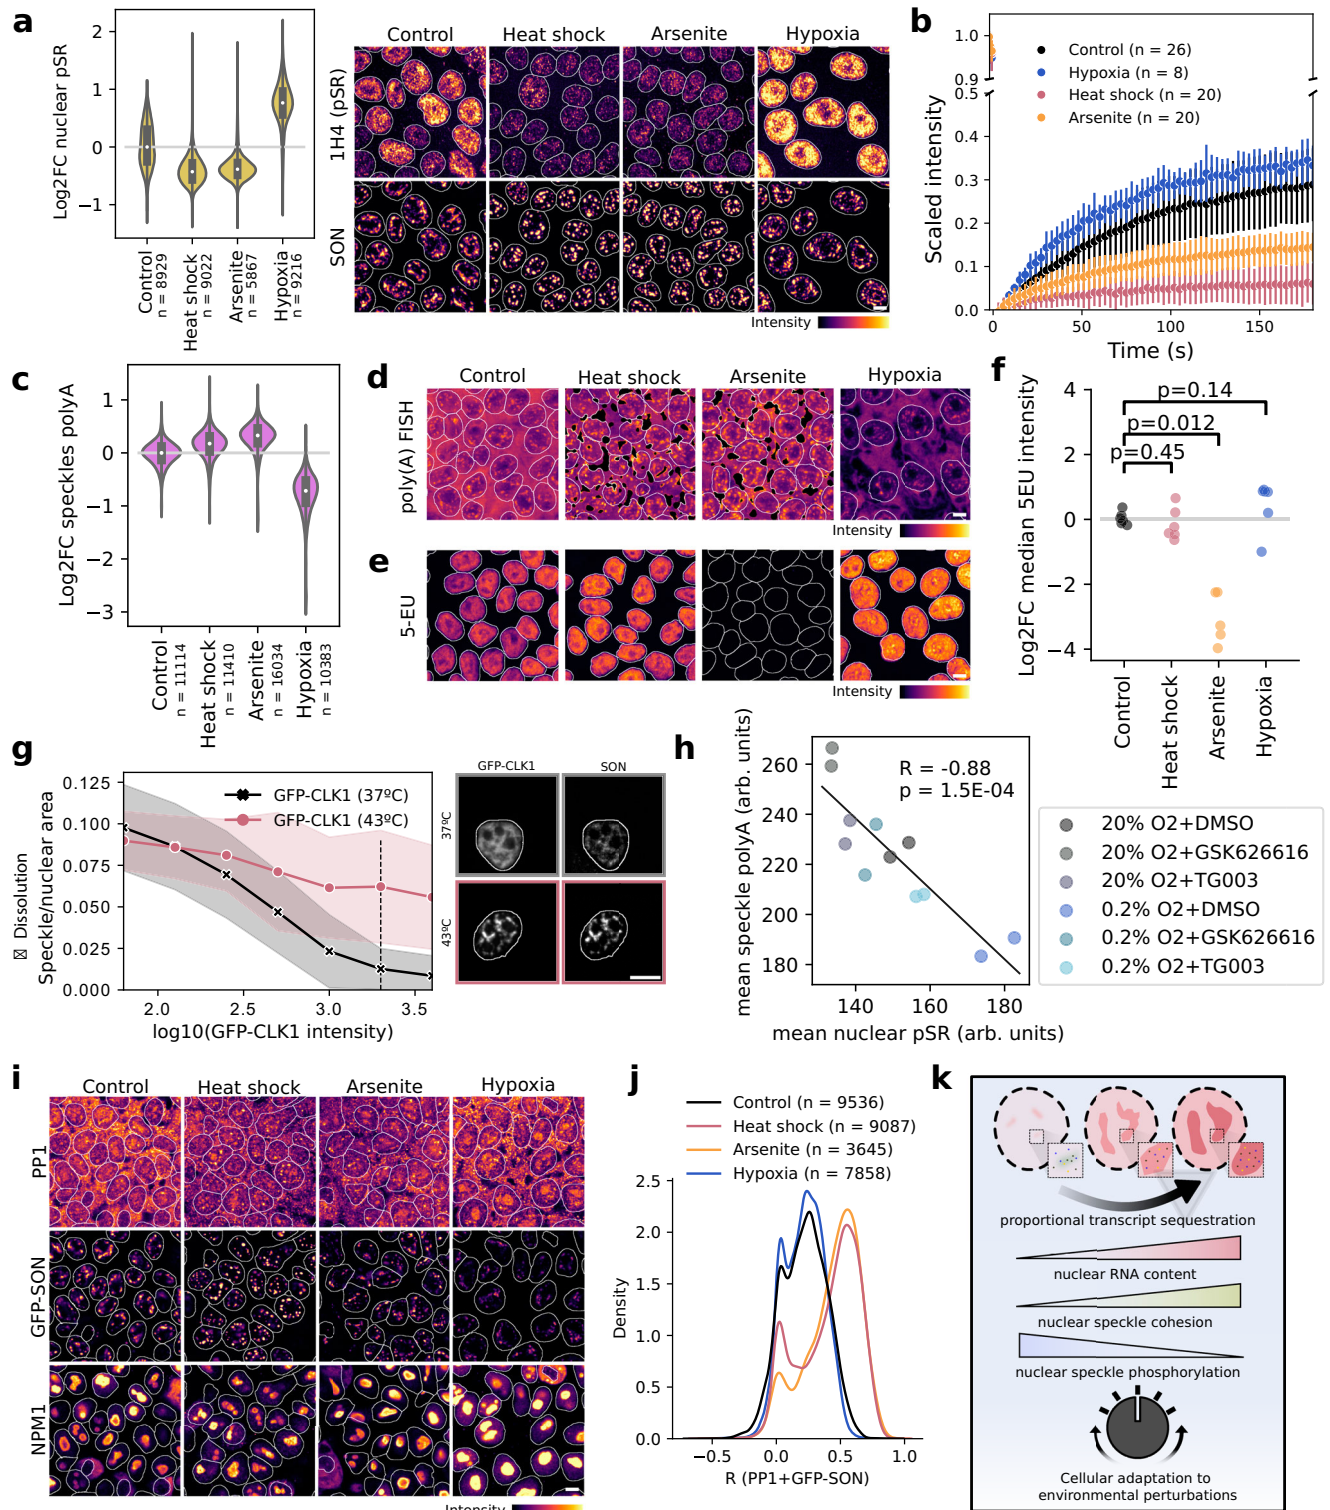 a
Log2FC nuclear pSR
2
1
0
−1
Control
n = 8929
Heat shock
n = 9022
Arsenite
n = 5867
Hypoxia
n = 9216
Control
Heat shock
Arsenite
Hypoxia
1H4 (pSR)
SON
Intensity
b
Scaled intensity
1.0
0.9
0.5
0.4
0.3
0.2
0.1
0.0
Control (n = 26)
Hypoxia (n = 8)
Heat shock (n = 20)
Arsenite (n = 20)
0
50
100
150
Time (s)
c
Log2FC speckles polyA
1
0
−1
−2
−3
Control
n = 11114
Heat shock
n = 11410
Arsenite
n = 16034
Hypoxia
n = 10383
d
Control
Heat shock
Arsenite
Hypoxia
poly(A) FISH
Intensity
e
5-EU
Intensity
f
Log2FC median 5EU intensity
4
2
0
−2
−4
p=0.14
p=0.012
p=0.45
Control
Heat shock
Arsenite
Hypoxia
g
Dissolution
Speckle/nuclear area
0.125
0.100
0.075
0.050
0.025
0.000
GFP-CLK1 (37ºC)
GFP-CLK1 (43ºC)
2.0
2.5
3.0
3.5
log10(GFP-CLK1 intensity)
GFP-CLK1
SON
37ºC
43ºC
h
mean speckle polyA (arb. units)
260
240
220
200
180
R = -0.88
p = 1.5E-04
140
160
180
mean nuclear pSR (arb. units)
20% O2+DMSO
20% O2+GSK626616
20% O2+TG003
0.2% O2+DMSO
0.2% O2+GSK626616
0.2% O2+TG003
i
Control
Heat shock
Arsenite
Hypoxia
PP1
GFP-SON
NPM1
Intensity
j
Control (n = 9536)
Heat shock (n = 9087)
Arsenite (n = 3645)
Hypoxia (n = 7858)
Density
2.5
2.0
1.5
1.0
0.5
0.0
−0.5
0.0
0.5
1.0
R (PP1+GFP-SON)
k
proportional transcript sequestration
nuclear RNA content
nuclear speckle cohesion
nuclear speckle phosphorylation
Cellular adaptation to
environmental perturbations